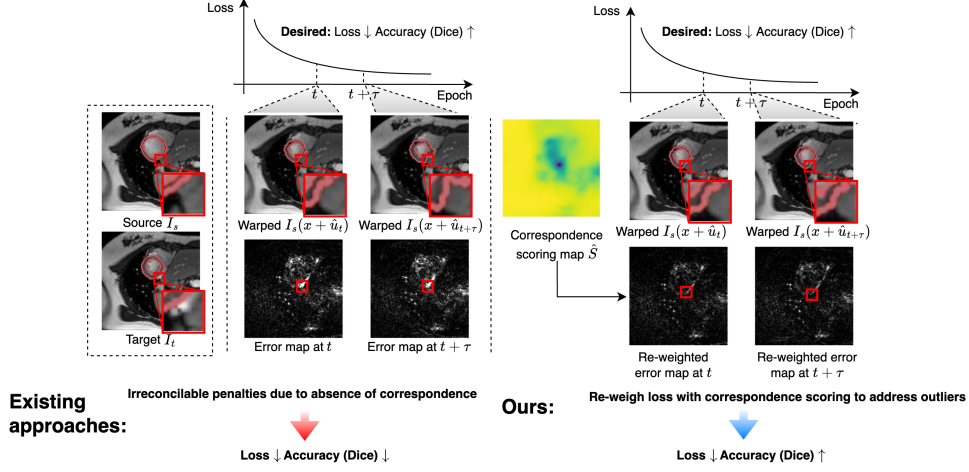 Loss
Desired: Loss ↓ Accuracy (Dice) ↑
t
t + τ
Epoch
Loss
Desired: Loss ↓ Accuracy (Dice) ↑
t
t + τ
Epoch
Source I_s
Target I_t
Warped I_s(x + û_t)
Warped I_s(x + û_{t+τ})
Error map at t
Error map at t + τ
Correspondence
scoring map Ŝ
Warped I_s(x + û_t)
Warped I_s(x + û_{t+τ})
Re-weighted
error map at t
Re-weighted error
map at t + τ
Existing
approaches:
Irreconcilable penalties due to absence of correspondence
Loss ↓ Accuracy (Dice) ↓
Ours:
Re-weigh loss with correspondence scoring to address outliers
Loss ↓ Accuracy (Dice) ↑